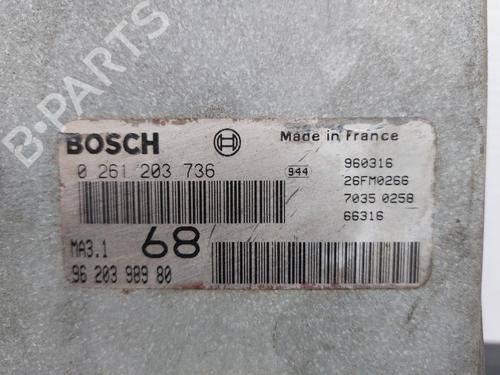 B-PARTS
BOSCH
Made in France
0 261 203 736
944
960316
26FM0266
7035 0258
66316
MA3.1
68
96 203 989 80